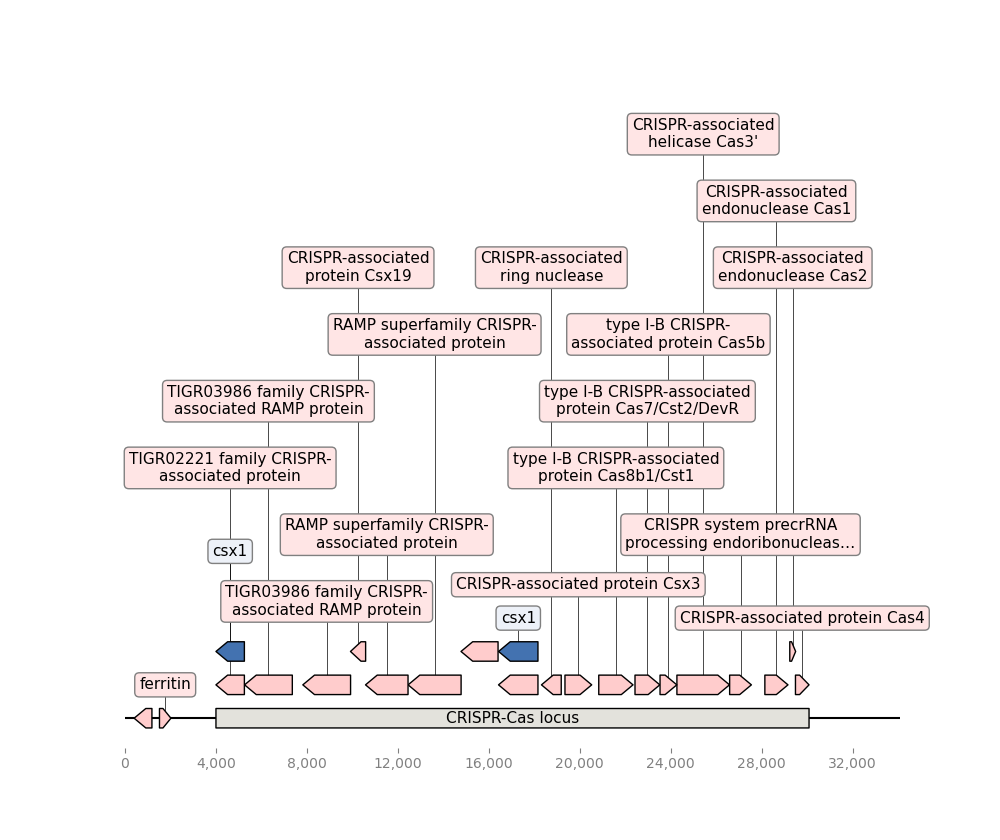 CRISPR-associated
helicase Cas3'
CRISPR-associated
endonuclease Cas1
CRISPR-associated
protein Csx19
CRISPR-associated
ring nuclease
CRISPR-associated
endonuclease Cas2
RAMP superfamily CRISPR-
associated protein
type I-B CRISPR-
associated protein Cas5b
TIGR03986 family CRISPR-
associated RAMP protein
type I-B CRISPR-associated
protein Cas7/Cst2/DevR
TIGR02221 family CRISPR-
associated protein
type I-B CRISPR-associated
protein Cas8b1/Cst1
RAMP superfamily CRISPR-
associated protein
CRISPR system precrRNA
processing endoribonucleas...
csx1
CRISPR-associated protein Csx3
TIGR03986 family CRISPR-
associated RAMP protein
csx1
CRISPR-associated protein Cas4
ferritin
CRISPR-Cas locus
0
4,000
8,000
12,000
16,000
20,000
24,000
28,000
32,000